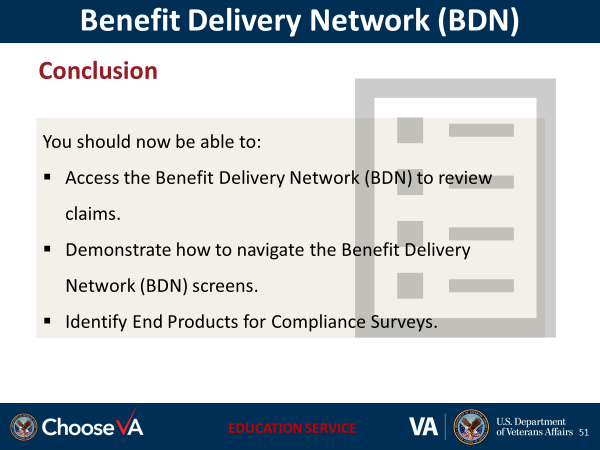 Benefit Delivery Network (BDN)
Conclusion
You should now be able to:
▪ Access the Benefit Delivery Network (BDN) to review
claims.
▪ Demonstrate how to navigate the Benefit Delivery
Network (BDN) screens.
▪ Identify End Products for Compliance Surveys.
ChooseVA
EDUCATION SERVICE
VA
U.S. Department
of Veterans Affairs
51